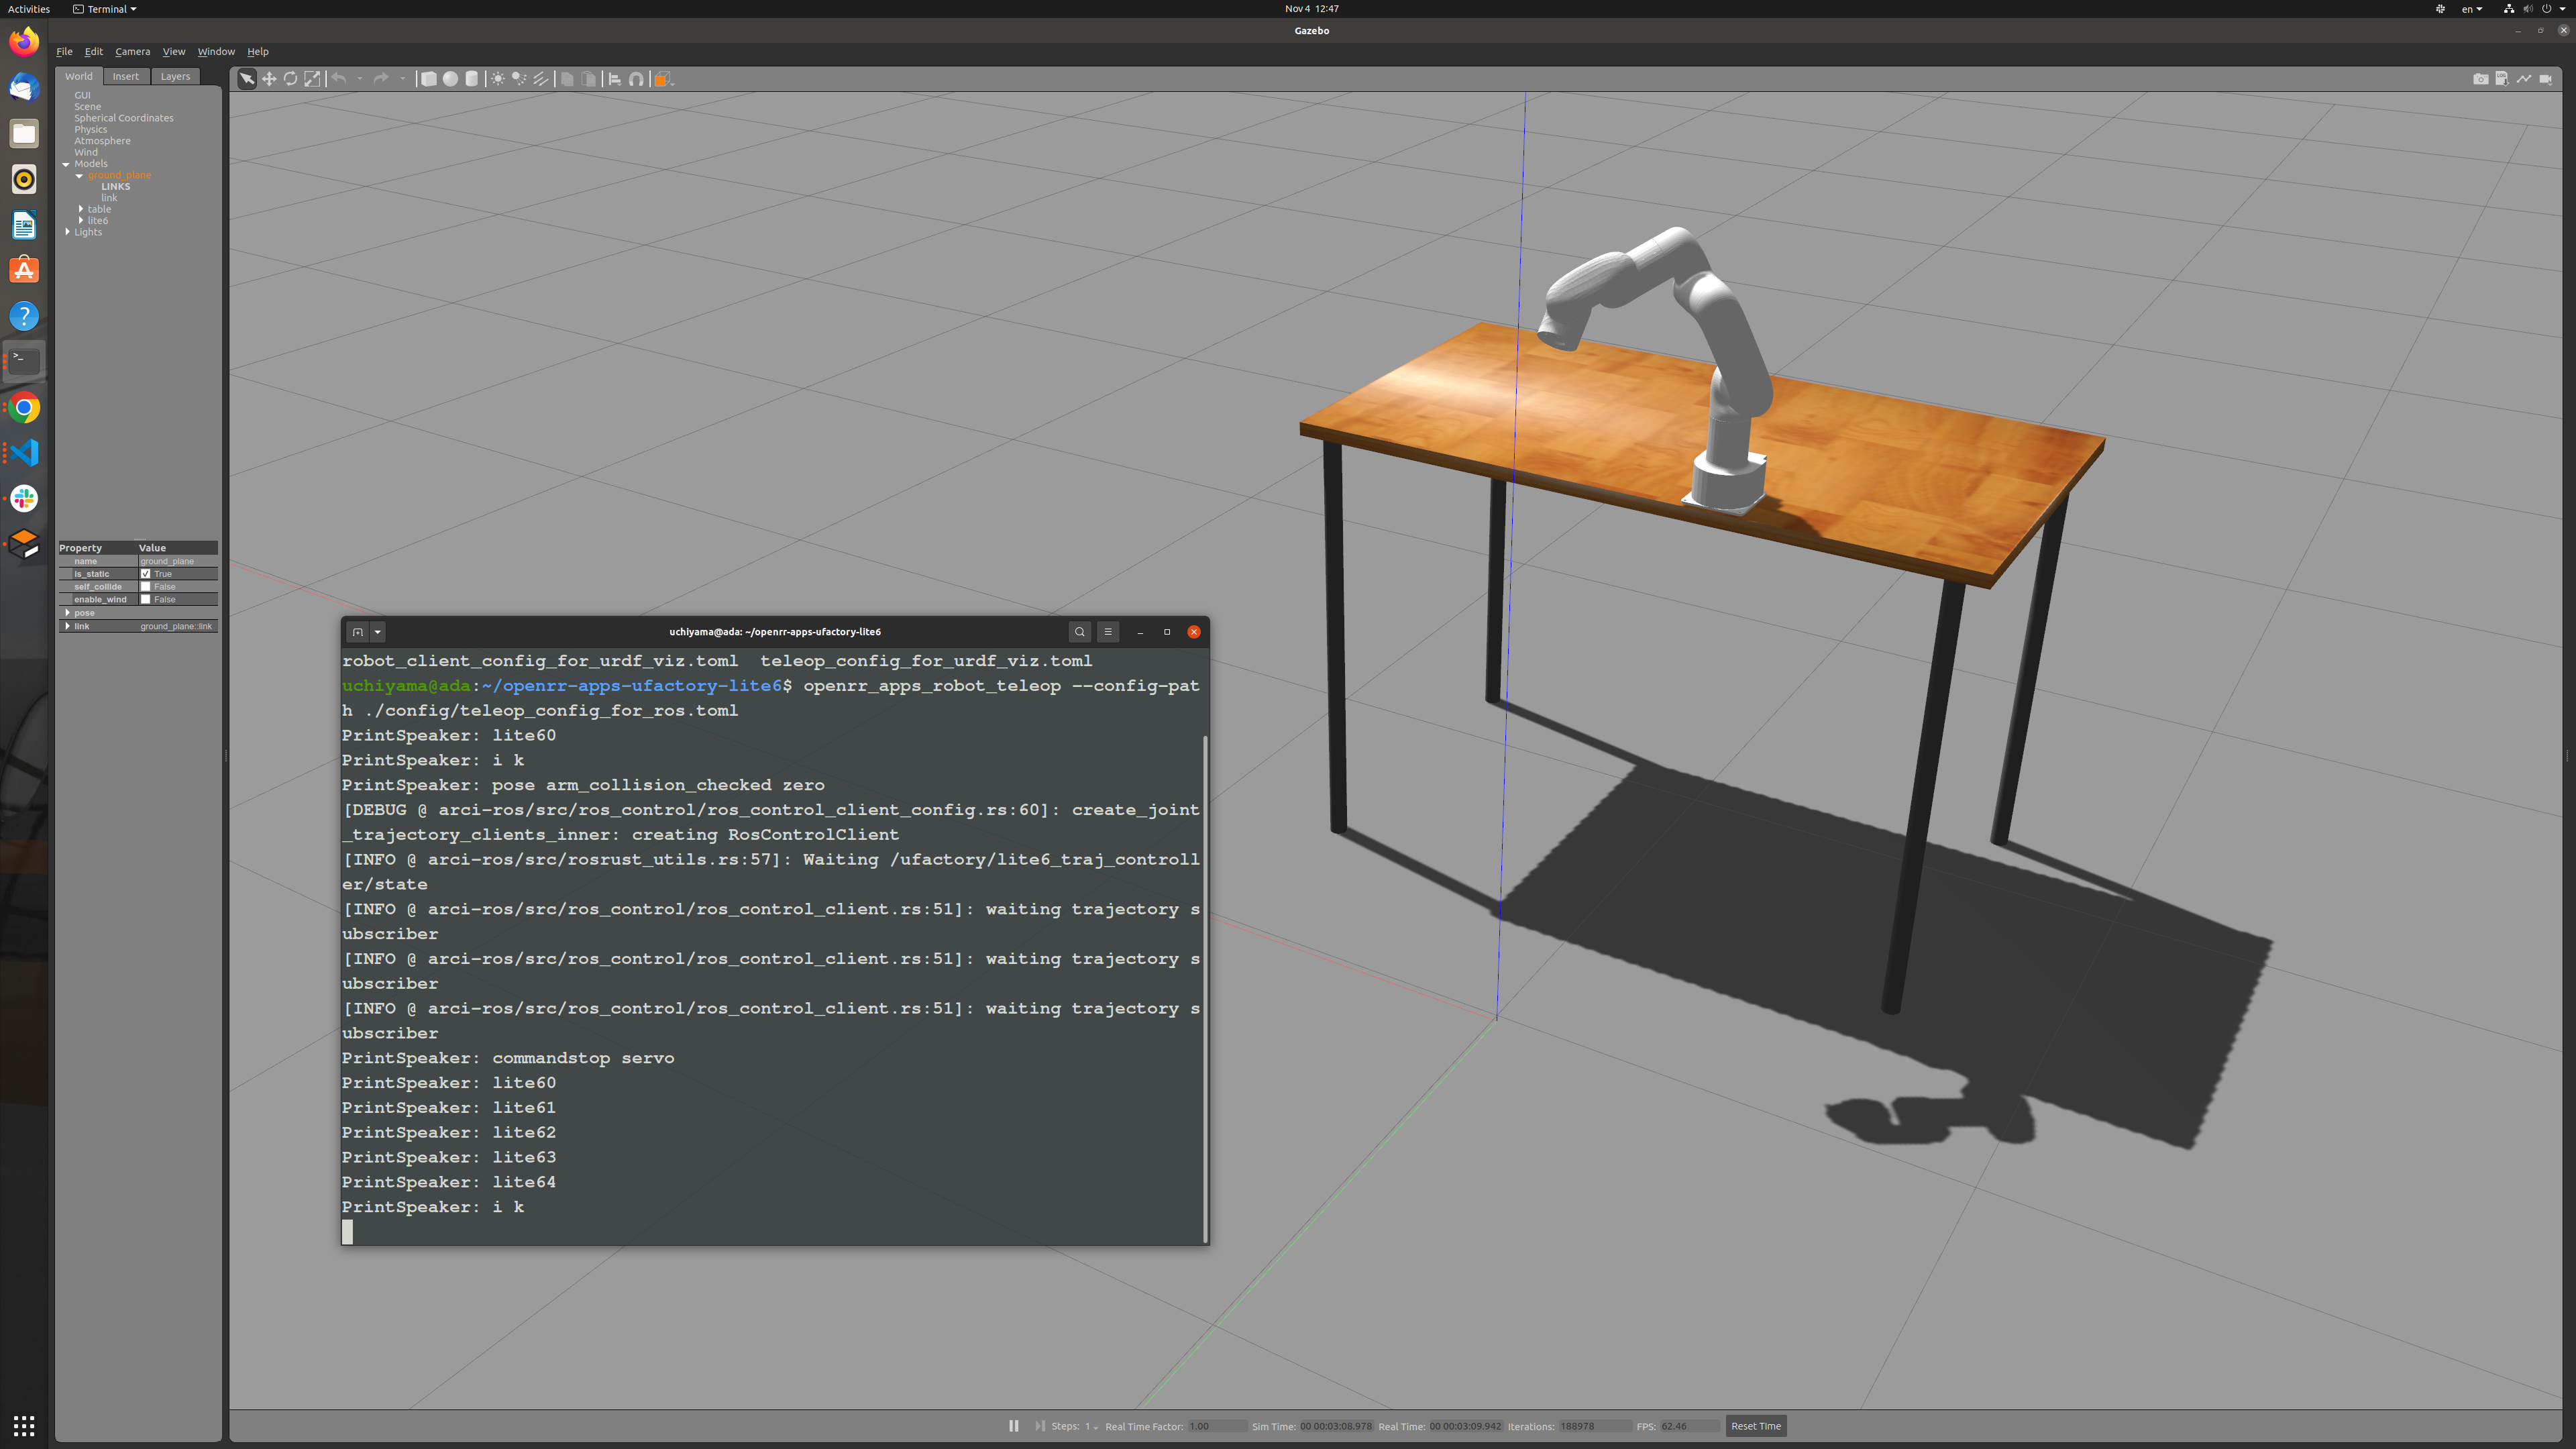 Activities
Terminal
Nov 4 12:47
en
Gazebo
File Edit Camera View Window Help
World Insert Layers
GUI
Scene
Spherical Coordinates
Physics
Atmosphere
Wind
Models
ground_plane
LINKS
link
table
lite6
Lights
Property Value
name ground_plane
is_static True
self_collide False
enable_wind False
pose
link ground_plane::link
uchiyama@ada: ~/openrr-apps-ufactory-lite6
robot_client_config_for_urdf_viz.toml  teleop_config_for_urdf_viz.toml
uchiyama@ada:~/openrr-apps-ufactory-lite6$ openrr_apps_robot_teleop --config-pat
h ./config/teleop_config_for_ros.toml
PrintSpeaker: lite60
PrintSpeaker: i k
PrintSpeaker: pose arm_collision_checked zero
[DEBUG @ arci-ros/src/ros_control/ros_control_client_config.rs:60]: create_joint
_trajectory_clients_inner: creating RosControlClient
[INFO @ arci-ros/src/rosrust_utils.rs:57]: Waiting /ufactory/lite6_traj_controll
er/state
[INFO @ arci-ros/src/ros_control/ros_control_client.rs:51]: waiting trajectory s
ubscriber
[INFO @ arci-ros/src/ros_control/ros_control_client.rs:51]: waiting trajectory s
ubscriber
[INFO @ arci-ros/src/ros_control/ros_control_client.rs:51]: waiting trajectory s
ubscriber
PrintSpeaker: commandstop servo
PrintSpeaker: lite60
PrintSpeaker: lite61
PrintSpeaker: lite62
PrintSpeaker: lite63
PrintSpeaker: lite64
PrintSpeaker: i k
Steps: 1 Real Time Factor: 1.00 Sim Time: 00 00:03:08.978 Real Time: 00 00:03:09.942 Iterations: 188978 FPS: 62.46 Reset Time